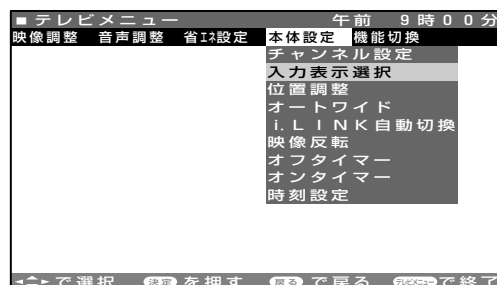 ■テレビメニュー 午前 9時00分
映像調整 音声調整 省エネ設定 本体設定 機能切換
チャンネル設定
入力表示選択
位置調整
オートワイド
i.LINK自動切換
映像反転
オフタイマー
オンタイマー
時刻設定
で選択 決定 を押す 戻る で戻る テレビメニュー で終了